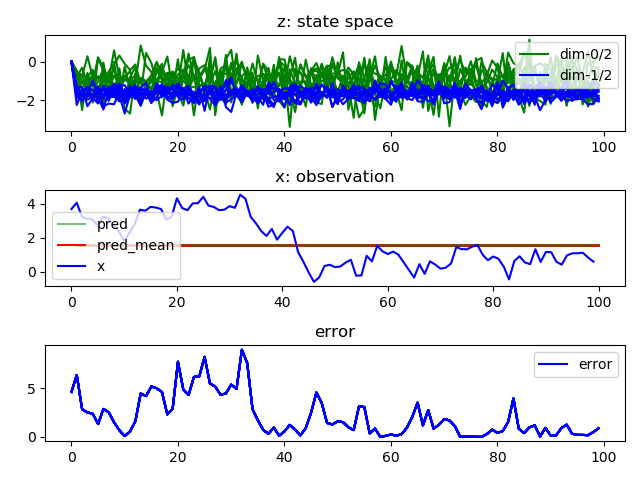 z: state space
0
−2
dim-0/2
dim-1/2
0 20 40 60 80 100
x: observation
4
2
0
pred
pred_mean
x
0 20 40 60 80 100
error
5
0
error
0 20 40 60 80 100